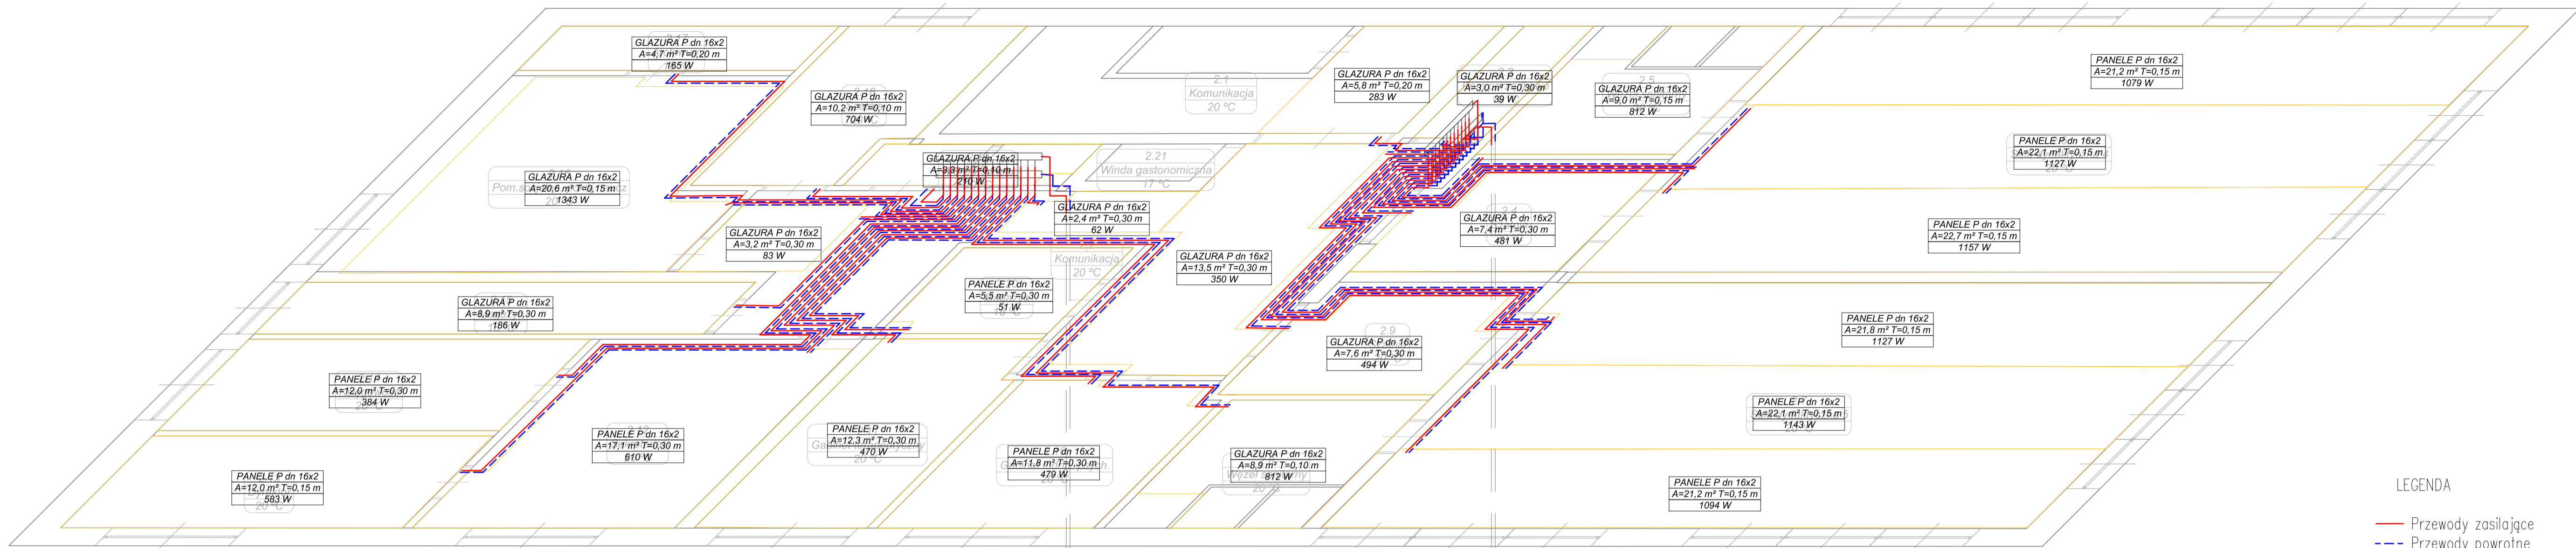 GLAZURA P dn 16x2
A=4,7 m² T=0,20 m
165 W
GLAZURA P dn 16x2
A=10,2 m² T=0,10 m
704 W
2.1
Komunikacja
20 ºC
GLAZURA P dn 16x2
A=5,8 m² T=0,20 m
283 W
GLAZURA P dn 16x2
A=3,0 m² T=0,30 m
39 W
2.5
GLAZURA P dn 16x2
A=9,0 m² T=0,15 m
812 W
PANELE P dn 16x2
A=21,2 m² T=0,15 m
1079 W
PANELE P dn 16x2
A=22,1 m² T=0,15 m
1127 W
20 ºC
GLAZURA P dn 16x2
A=20,6 m² T=0,15 m
1343 W
GLAZURA P dn 16x2
A=3,3 m² T=0,10 m
210 W
2.21
Winda gastonomiczna
17 ºC
GLAZURA P dn 16x2
A=2,4 m² T=0,30 m
62 W
Komunikacja
20 ºC
GLAZURA P dn 16x2
A=3,2 m² T=0,30 m
83 W
2.4
GLAZURA P dn 16x2
A=7,4 m² T=0,30 m
481 W
PANELE P dn 16x2
A=22,7 m² T=0,15 m
1157 W
GLAZURA P dn 16x2
A=13,5 m² T=0,30 m
350 W
PANELE P dn 16x2
A=5,5 m² T=0,30 m
51 W
GLAZURA P dn 16x2
A=8,9 m² T=0,30 m
186 W
2.9
GLAZURA P dn 16x2
A=7,6 m² T=0,30 m
494 W
PANELE P dn 16x2
A=21,8 m² T=0,15 m
1127 W
PANELE P dn 16x2
A=12,0 m² T=0,30 m
384 W
PANELE P dn 16x2
A=22,1 m² T=0,15 m
1143 W
20 ºC
PANELE P dn 16x2
A=17,1 m² T=0,30 m
610 W
PANELE P dn 16x2
A=12,3 m² T=0,30 m
470 W
20 ºC
PANELE P dn 16x2
A=11,8 m² T=0,30 m
479 W
GLAZURA P dn 16x2
A=8,9 m² T=0,10 m
812 W
20 ºC
PANELE P dn 16x2
A=12,0 m² T=0,15 m
583 W
20 ºC
PANELE P dn 16x2
A=21,2 m² T=0,15 m
1094 W
LEGENDA
Przewody zasilające
Przewody powrotne